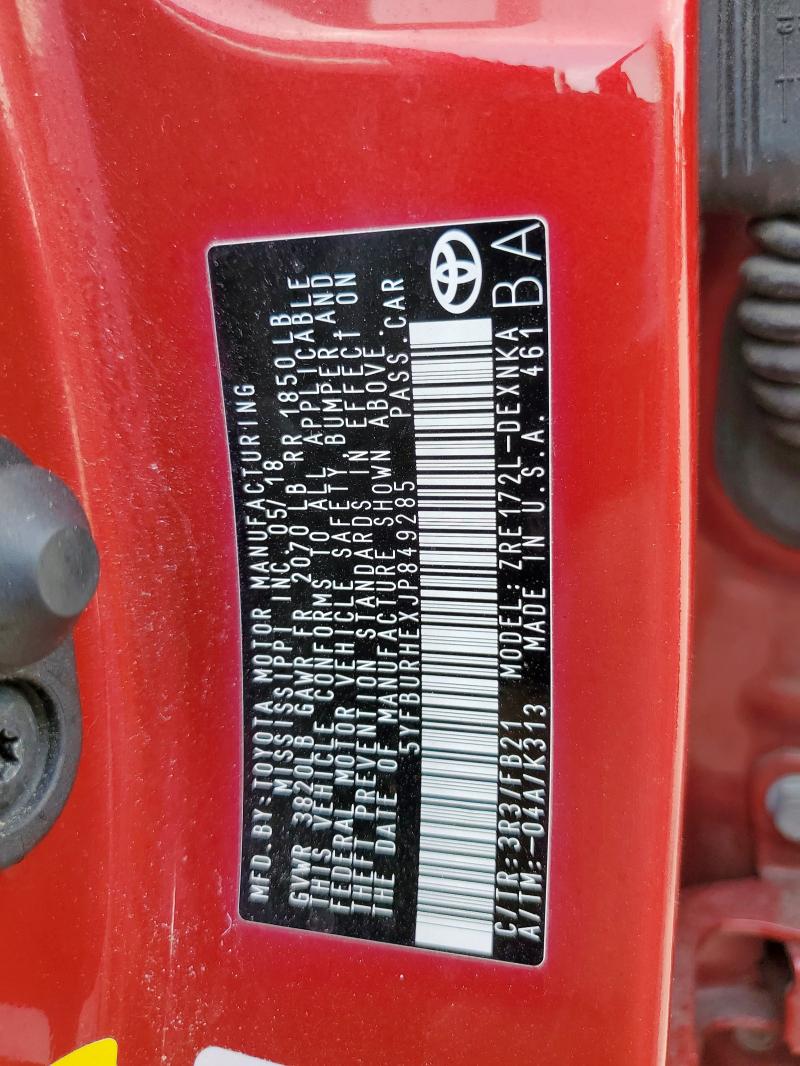 MFD.BY:TOYOTA MOTOR MANUFACTURING
MISSISSIPPI INC. 05/18
GVWR 3820LB GAWR FR 2070 LB RR 1850LB
THIS VEHICLE CONFORMS TO ALL APPLICABLE
FEDERAL MOTOR VEHICLE SAFETY, BUMPER AND
THEFT PREVENTION STANDARDS IN EFFECT ON
THE DATE OF MANUFACTURE SHOWN ABOVE.
5YFBURHEXJP849285 PASS.CAR
C/TR:3R3/FB21 MODEL:ZRE172L-DEXNKA
A/TM:-04A/K313 MADE IN U.S.A. 461 BA